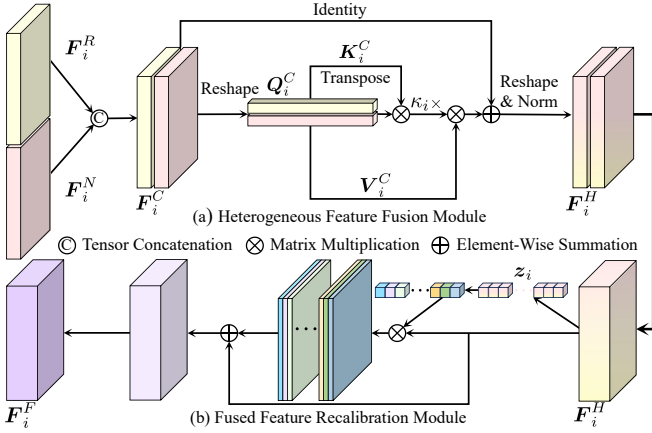 Identity
F_i^R
K_i^C
Reshape
Q_i^C
Transpose
κ_i×
Reshape
& Norm
©
F_i^N
F_i^C
V_i^C
F_i^H
(a) Heterogeneous Feature Fusion Module
© Tensor Concatenation ⊗ Matrix Multiplication ⊕ Element-Wise Summation
z_i
...
...
F_i^F
F_i^H
(b) Fused Feature Recalibration Module